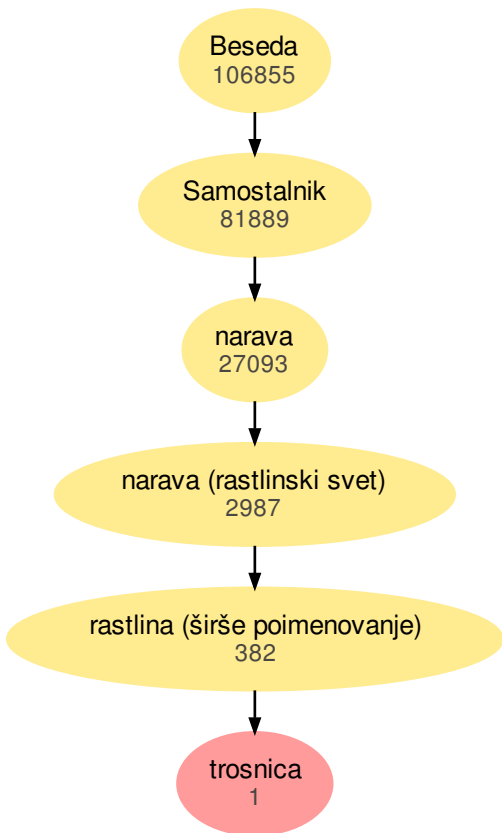 Beseda
106855
Samostalnik
81889
narava
27093
narava (rastlinski svet)
2987
rastlina (širše poimenovanje)
382
trosnica
1